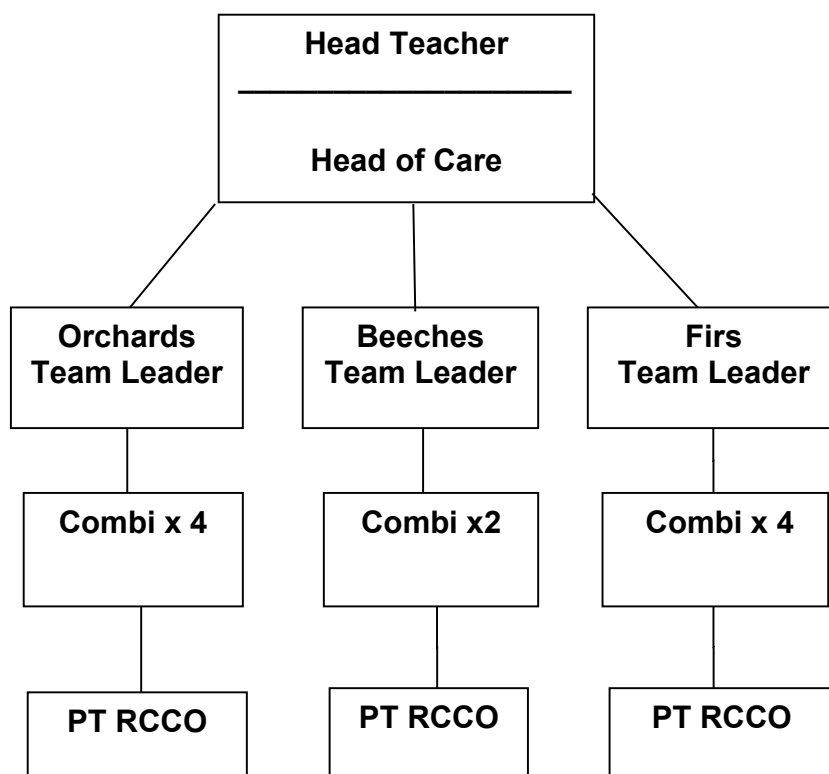 Head Teacher
Head of Care
Orchards
Team Leader
Beeches
Team Leader
Firs
Team Leader
Combi x 4
Combi x2
Combi x 4
PT RCCO
PT RCCO
PT RCCO